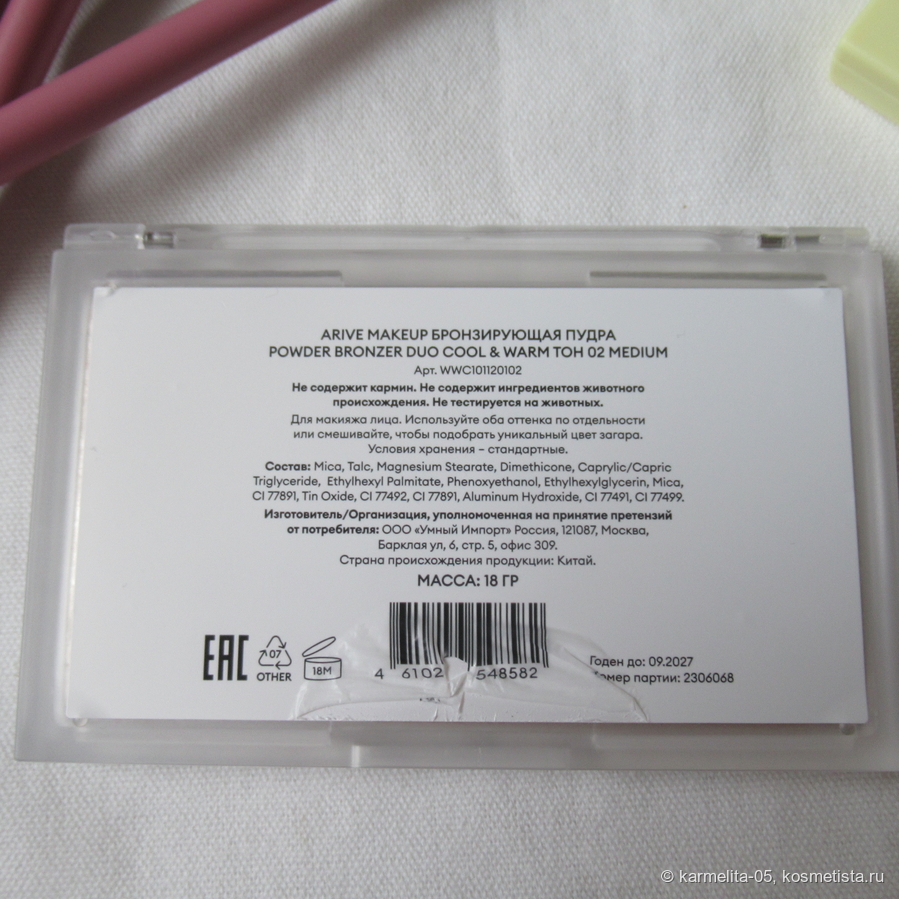 ARIVE MAKEUP БРОНЗИРУЮЩАЯ ПУДРА
POWDER BRONZER DUO COOL & WARM ТОН 02 MEDIUM
Арт. WWC101120102
Не содержит кармин. Не содержит ингредиентов животного
происхождения. Не тестируется на животных.
Для макияжа лица. Используйте оба оттенка по отдельности
или смешивайте, чтобы подобрать уникальный цвет загара.
Условия хранения – стандартные.
Состав: Mica, Talc, Magnesium Stearate, Dimethicone, Caprylic/Capric
Triglyceride, Ethylhexyl Palmitate, Phenoxyethanol, Ethylhexylglycerin, Mica,
CI 77891, Tin Oxide, CI 77492, CI 77891, Aluminum Hydroxide, CI 77491, CI 77499.
Изготовитель/Организация, уполномоченная на принятие претензий
от потребителя: ООО «Умный Импорт» Россия, 121087, Москва,
Барклая ул, 6, стр. 5, офис 309.
Страна происхождения продукции: Китай.
МАССА: 18 ГР
EAC
07
OTHER
18M
4 6102 548582
Годен до: 09.2027
партии: 2306068
© karmelita-05, kosmetista.ru